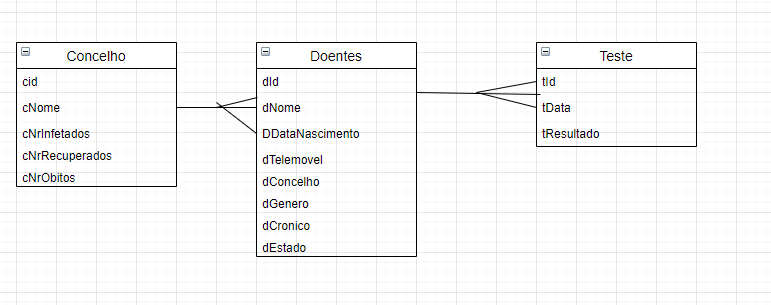 Concelho
cid
cNome
cNrInfetados
cNrRecuperados
cNrObitos
Doentes
dId
dNome
DDataNascimento
dTelemovel
dConcelho
dGenero
dCronico
dEstado
Teste
tId
tData
tResultado